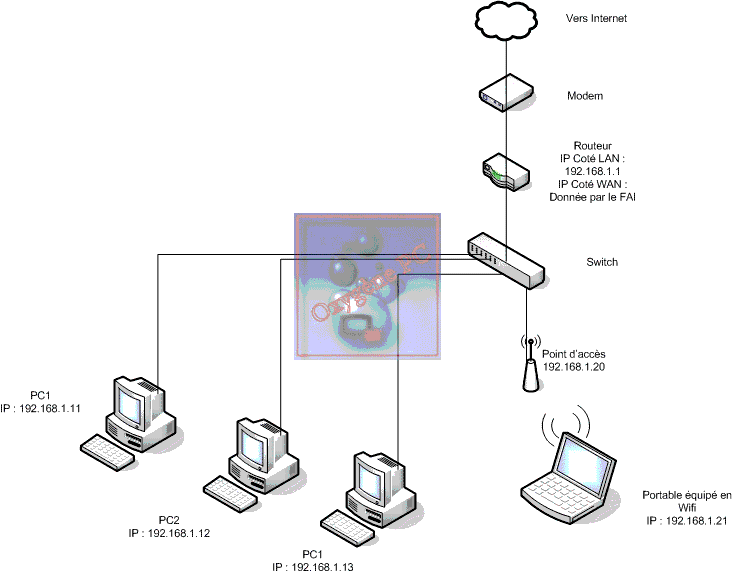 Vers Internet
Modem
Routeur
IP Coté LAN :
192.168.1.1
IP Coté WAN :
Donnée par le FAI
Switch
Oxygène PC
Point d'accès
192.168.1.20
PC1
IP : 192.168.1.11
PC2
IP : 192.168.1.12
PC1
IP : 192.168.1.13
Portable équipé en
Wifi
IP : 192.168.1.21